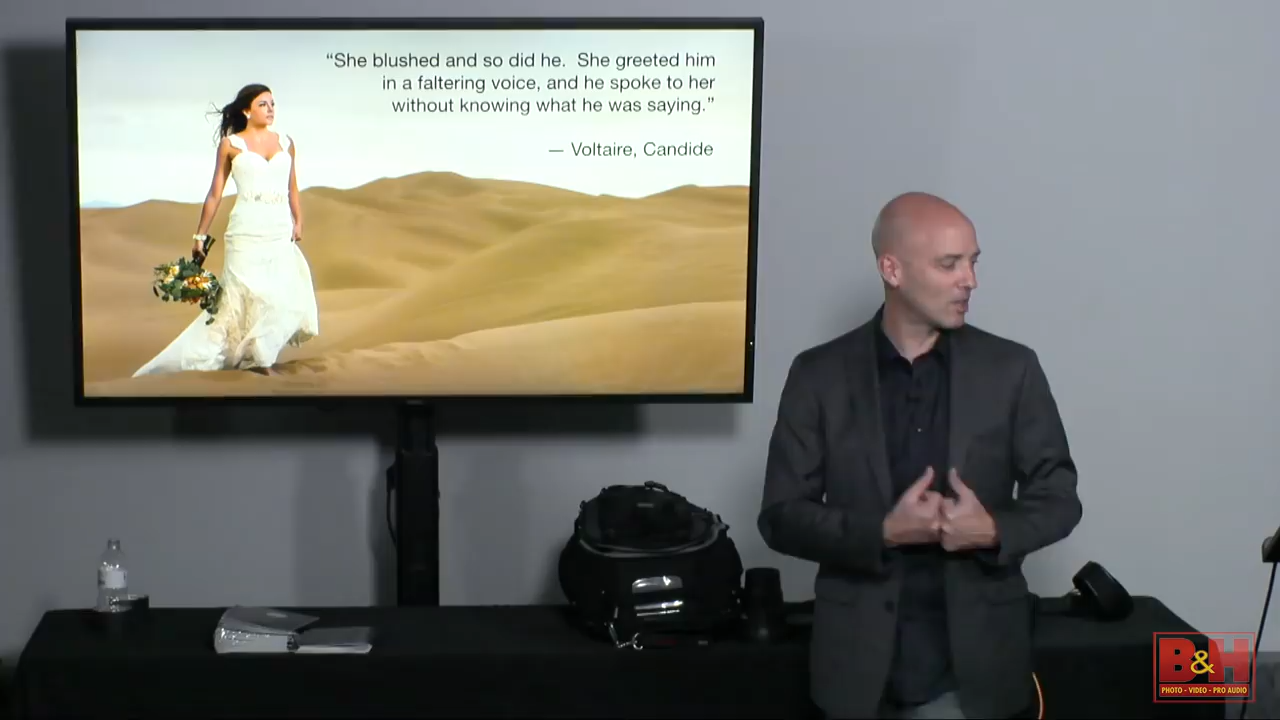 “She blushed and so did he.  She greeted him
in a faltering voice, and he spoke to her
without knowing what he was saying.”
— Voltaire, Candide
B&H
PHOTO - VIDEO - PRO AUDIO